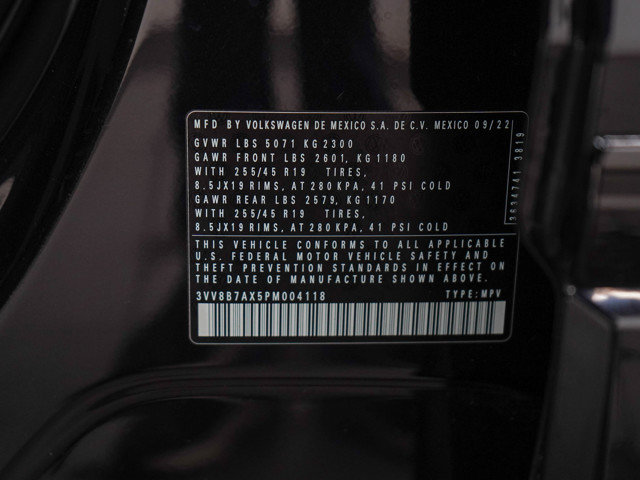 MFD BY VOLKSWAGEN DE MEXICO S.A. DE C.V. MEXICO 09/22
GVWR LBS 5071 KG 2300
GAWR FRONT LBS 2601, KG 1180
WITH 255/45 R19 TIRES,
8.5JX19 RIMS, AT 280 KPA, 41 PSI COLD
GAWR REAR LBS 2579, KG 1170
WITH 255/45 R19 TIRES,
8.5JX19 RIMS, AT 280 KPA, 41 PSI COLD
3634741 3819
THIS VEHICLE CONFORMS TO ALL APPLICABLE
U.S. FEDERAL MOTOR VEHICLE SAFETY AND
THEFT PREVENTION STANDARDS IN EFFECT ON THE
DATE OF MANUFACTURE SHOWN ABOVE.
3VV8B7AX5PM004118 TYPE: MPV